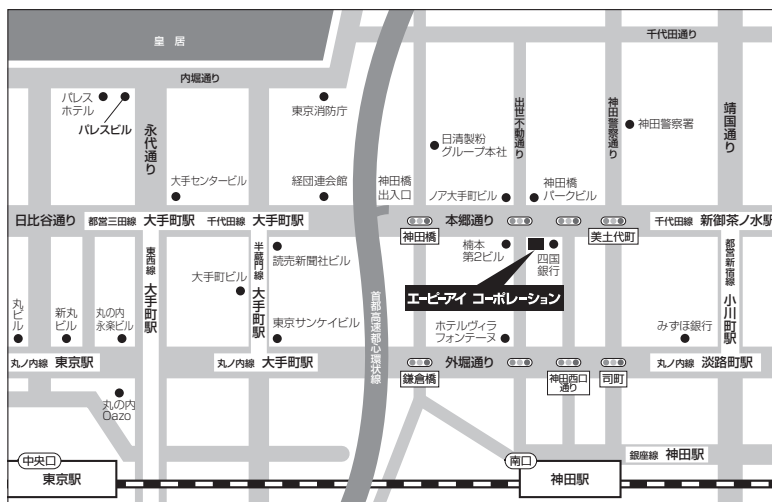 皇 居
千代田通り
内堀通り
パレス
ホテル
パレスビル
永代通り
東京消防庁
日清製粉
グループ本社
出世不動通り
神田警察通り
神田警察署
靖国通り
大手センタービル
経団連会館
神田橋
出入口
ノア大手町ビル
神田橋
パークビル
日比谷通り
都営三田線 大手町駅
千代田線 大手町駅
神田橋
本郷通り
美土代町
千代田線 新御茶ノ水駅
東西線 大手町駅
半蔵門線 大手町駅
読売新聞社ビル
大手町ビル
首都高速都心環状線
楠本
第2ビル
四国
銀行
エーピーアイ コーポレーション
都営新宿線 小川町駅
丸ビル
新丸
ビル
丸の内
永楽ビル
東京サンケイビル
ホテルヴィラ
フォンテーヌ
みずほ銀行
丸ノ内線 東京駅
丸ノ内線 大手町駅
鎌倉橋
外堀通り
神田西口
通り
司町
丸ノ内線 淡路町駅
丸の内
Oazo
中央口
東京駅
南口
神田駅
銀座線 神田駅